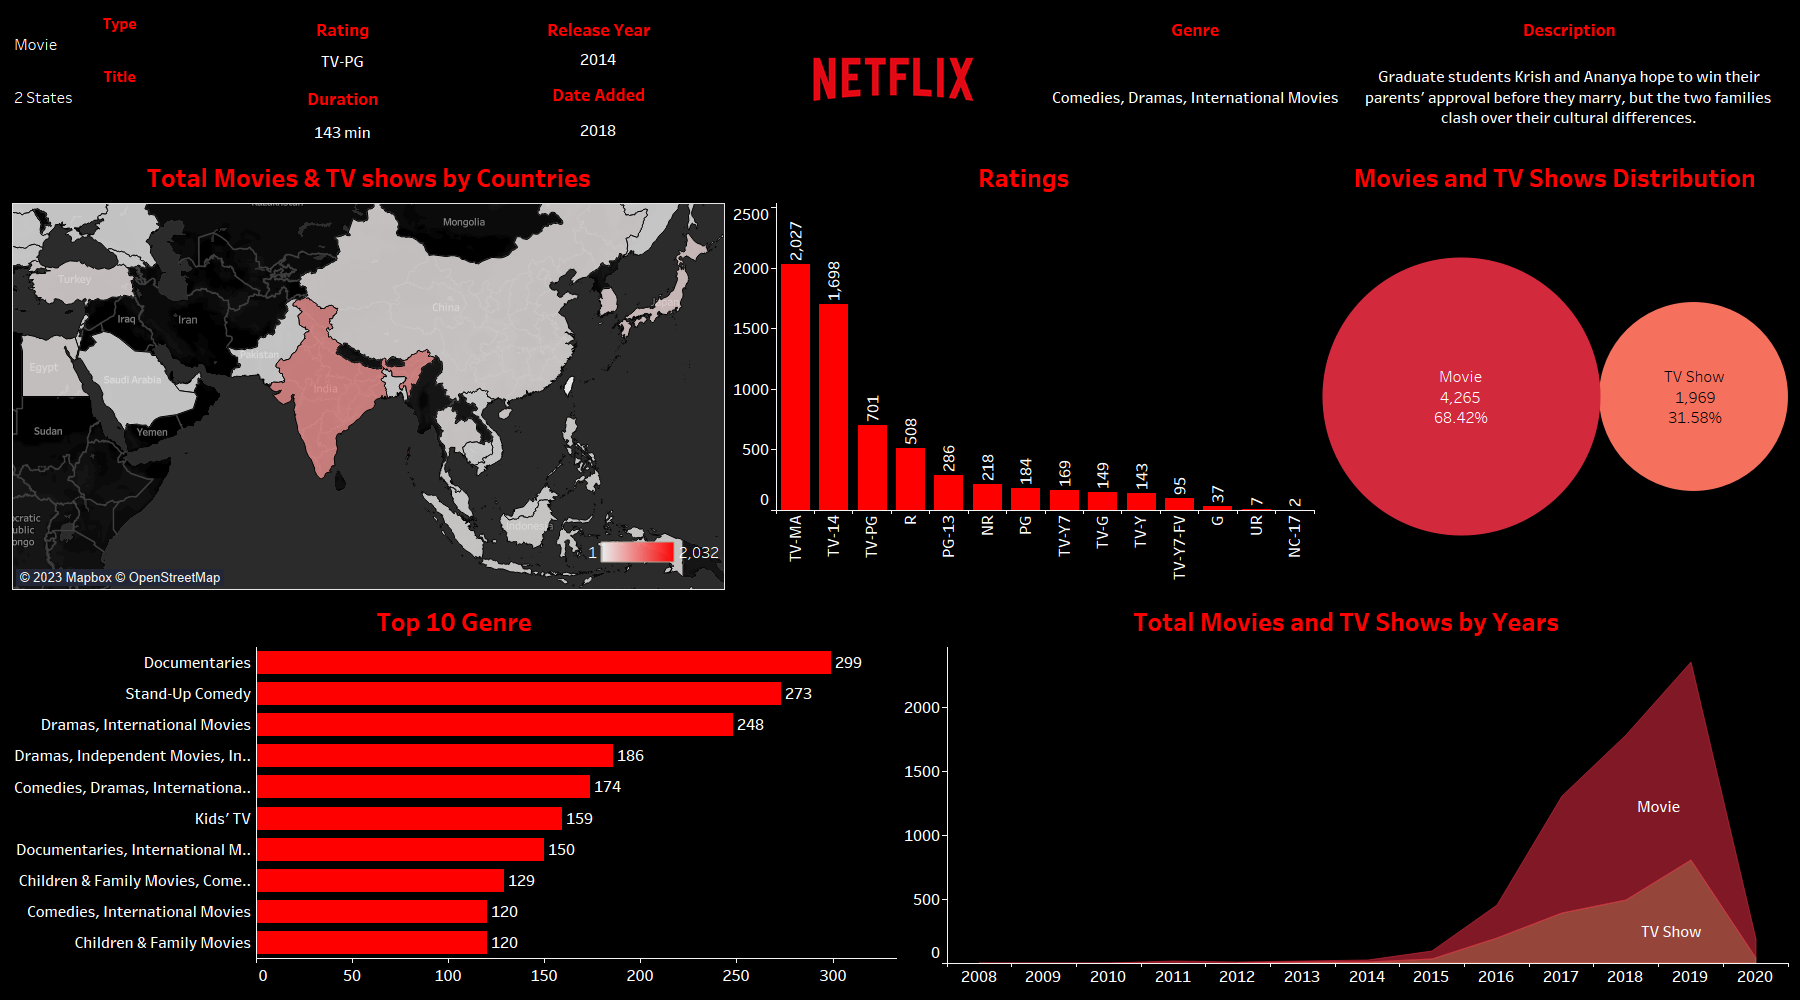 Type
Movie
Title
2 States
Rating
TV-PG
Duration
143 min
Release Year
2014
Date Added
2018
NETFLIX
Genre
Comedies, Dramas, International Movies
Description
Graduate students Krish and Ananya hope to win their
parents’ approval before they marry, but the two families
clash over their cultural differences.
Total Movies & TV shows by Countries
Mongolia
Turkey
China
Japan
Iraq
Iran
Pakistan
Egypt
Saudi Arabia
India
Sudan
Yemen
Indonesia
1
2,032
© 2023 Mapbox © OpenStreetMap
Ratings
2500
2000
1500
1000
500
0
2,027
1,698
701
508
286
218
184
169
149
143
95
37
7
2
TV-MA
TV-14
TV-PG
R
PG-13
NR
PG
TV-Y7
TV-G
TV-Y
TV-Y7-FV
G
UR
NC-17
Movies and TV Shows Distribution
Movie
4,265
68.42%
TV Show
1,969
31.58%
Top 10 Genre
Documentaries 299
Stand-Up Comedy 273
Dramas, International Movies 248
Dramas, Independent Movies, In.. 186
Comedies, Dramas, Internationa.. 174
Kids’ TV 159
Documentaries, International M.. 150
Children & Family Movies, Come.. 129
Comedies, International Movies 120
Children & Family Movies 120
0 50 100 150 200 250 300
Total Movies and TV Shows by Years
2000
1500
1000
500
0
Movie
TV Show
2008 2009 2010 2011 2012 2013 2014 2015 2016 2017 2018 2019 2020